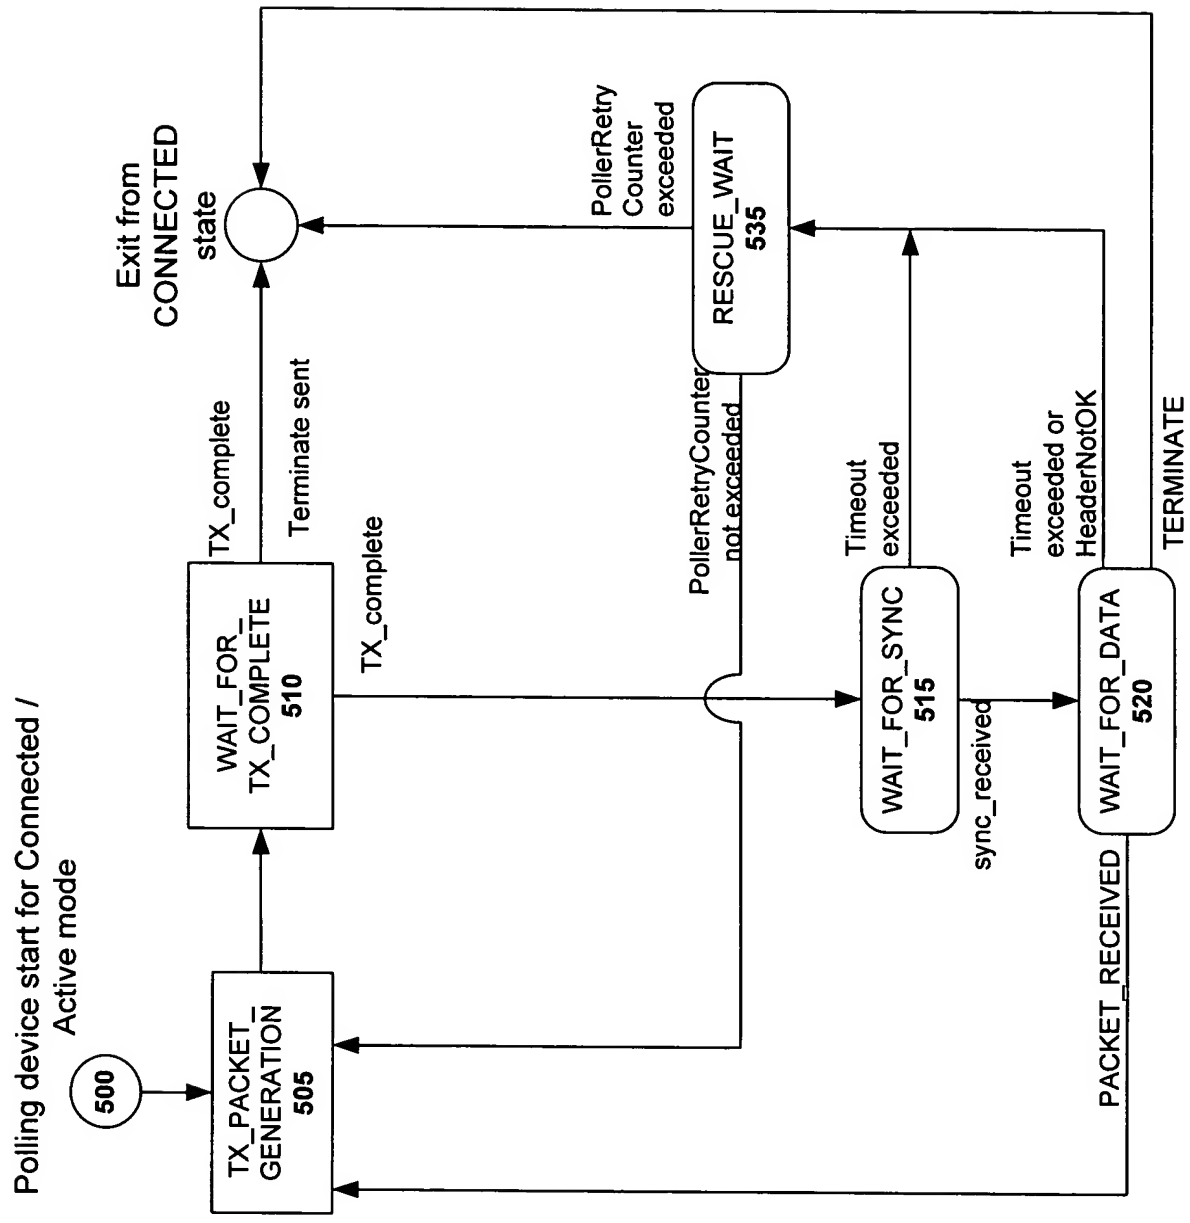 Polling device start for Connected /
Active mode
500
TX_PACKET_
GENERATION
505
WAIT_FOR_
TX_COMPLETE
510
TX_complete
Terminate sent
Exit from
CONNECTED
state
TX_complete
PollerRetryCounter
not exceeded
PollerRetry
Counter
exceeded
RESCUE_WAIT
535
WAIT_FOR_SYNC
515
Timeout
exceeded
sync_received
WAIT_FOR_DATA
520
Timeout
exceeded or
HeaderNotOK
PACKET_RECEIVED
TERMINATE